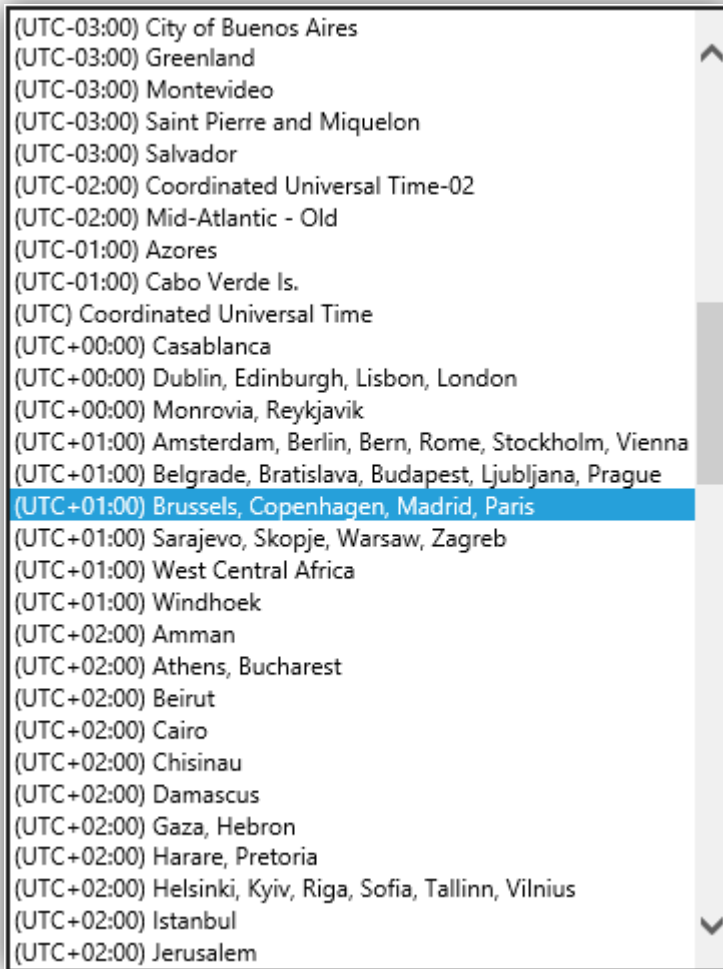 (UTC-03:00) City of Buenos Aires
(UTC-03:00) Greenland
(UTC-03:00) Montevideo
(UTC-03:00) Saint Pierre and Miquelon
(UTC-03:00) Salvador
(UTC-02:00) Coordinated Universal Time-02
(UTC-02:00) Mid-Atlantic - Old
(UTC-01:00) Azores
(UTC-01:00) Cabo Verde Is.
(UTC) Coordinated Universal Time
(UTC+00:00) Casablanca
(UTC+00:00) Dublin, Edinburgh, Lisbon, London
(UTC+00:00) Monrovia, Reykjavik
(UTC+01:00) Amsterdam, Berlin, Bern, Rome, Stockholm, Vienna
(UTC+01:00) Belgrade, Bratislava, Budapest, Ljubljana, Prague
(UTC+01:00) Brussels, Copenhagen, Madrid, Paris
(UTC+01:00) Sarajevo, Skopje, Warsaw, Zagreb
(UTC+01:00) West Central Africa
(UTC+01:00) Windhoek
(UTC+02:00) Amman
(UTC+02:00) Athens, Bucharest
(UTC+02:00) Beirut
(UTC+02:00) Cairo
(UTC+02:00) Chisinau
(UTC+02:00) Damascus
(UTC+02:00) Gaza, Hebron
(UTC+02:00) Harare, Pretoria
(UTC+02:00) Helsinki, Kyiv, Riga, Sofia, Tallinn, Vilnius
(UTC+02:00) Istanbul
(UTC+02:00) Jerusalem